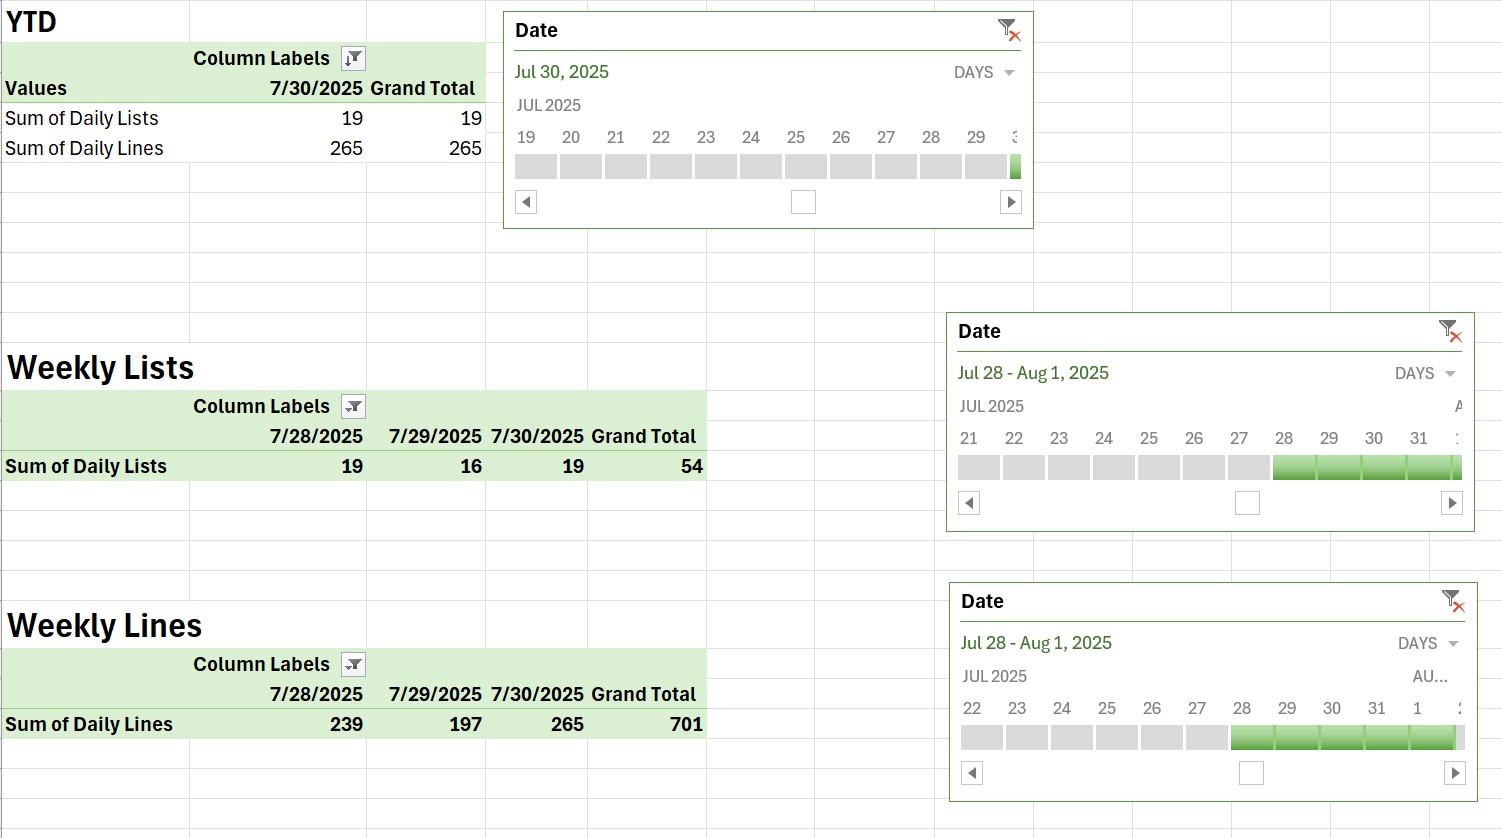 YTD
Column Labels
Values 7/30/2025 Grand Total
Sum of Daily Lists 19 19
Sum of Daily Lines 265 265
Date
Jul 30, 2025 DAYS
JUL 2025
19 20 21 22 23 24 25 26 27 28 29
Weekly Lists
Column Labels
7/28/2025 7/29/2025 7/30/2025 Grand Total
Sum of Daily Lists 19 16 19 54
Date
Jul 28 - Aug 1, 2025 DAYS
JUL 2025
21 22 23 24 25 26 27 28 29 30 31
Weekly Lines
Column Labels
7/28/2025 7/29/2025 7/30/2025 Grand Total
Sum of Daily Lines 239 197 265 701
Date
Jul 28 - Aug 1, 2025 DAYS
JUL 2025 AU...
22 23 24 25 26 27 28 29 30 31 1